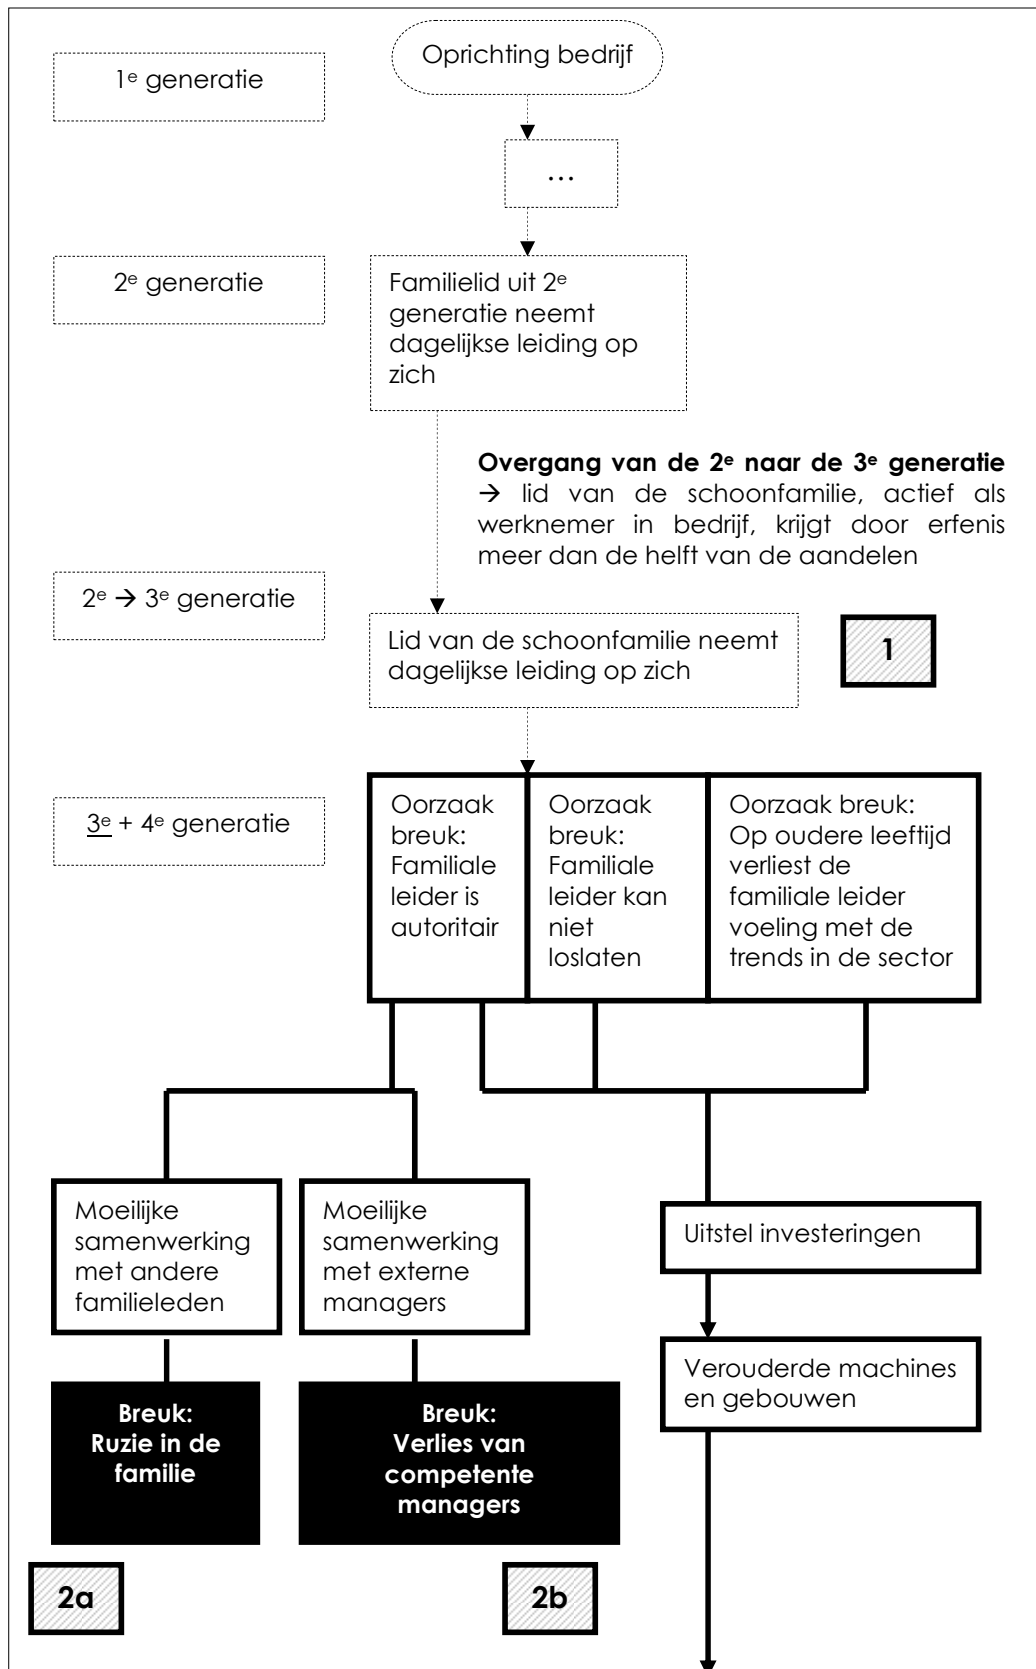 Oprichting bedrijf
1e generatie
...
2e generatie
Familielid uit 2e
generatie neemt
dagelijkse leiding op
zich
Overgang van de 2e naar de 3e generatie
→ lid van de schoonfamilie, actief als
werknemer in bedrijf, krijgt door erfenis
meer dan de helft van de aandelen
2e → 3e generatie
Lid van de schoonfamilie neemt
dagelijkse leiding op zich
1
3e + 4e generatie
Oorzaak
breuk:
Familiale
leider is
autoritair
Oorzaak
breuk:
Familiale
leider kan
niet
loslaten
Oorzaak breuk:
Op oudere leeftijd
verliest de
familiale leider
voeling met de
trends in de sector
Moeilijke
samenwerking
met andere
familieleden
Moeilijke
samenwerking
met externe
managers
Uitstel investeringen
Verouderde machines
en gebouwen
Breuk:
Ruzie in de
familie
Breuk:
Verlies van
competente
managers
2a
2b